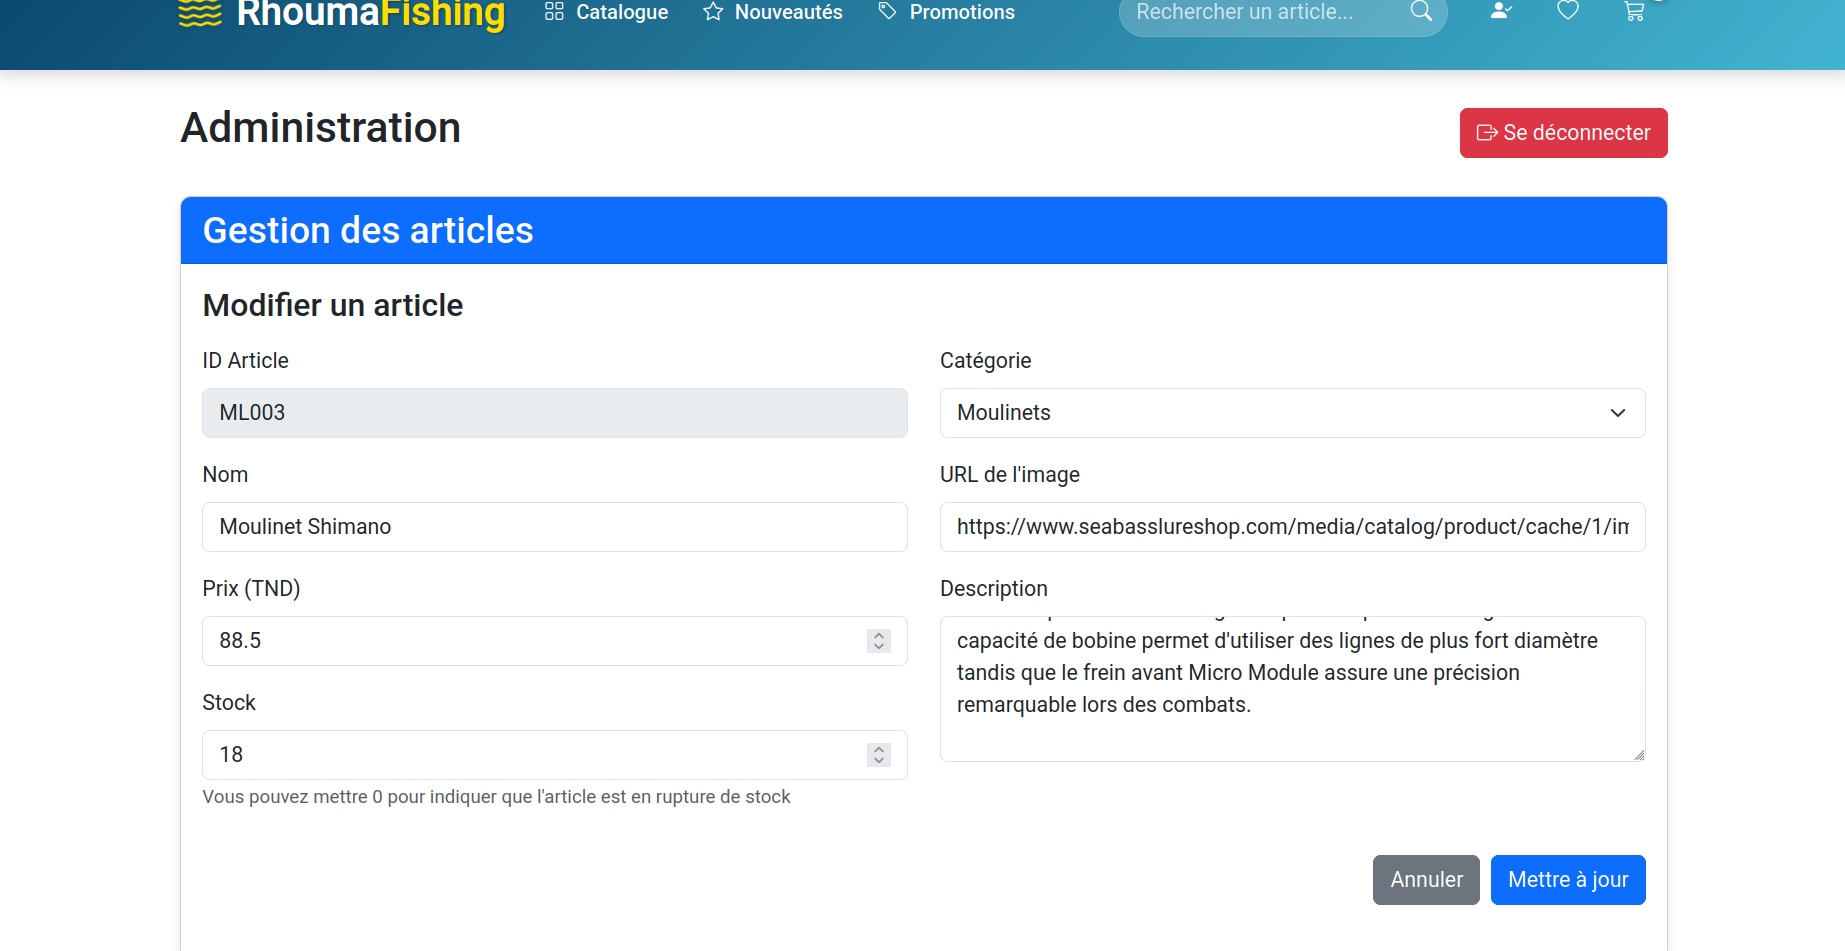 RhoumaFishing Catalogue Nouveautés Promotions Rechercher un article...
Administration
Se déconnecter
Gestion des articles
Modifier un article
ID Article
ML003
Catégorie
Moulinets
Nom
Moulinet Shimano
URL de l'image
https://www.seabasslureshop.com/media/catalog/product/cache/1/im
Prix (TND)
88.5
Stock
18
Vous pouvez mettre 0 pour indiquer que l'article est en rupture de stock
Description
capacité de bobine permet d'utiliser des lignes de plus fort diamètre
tandis que le frein avant Micro Module assure une précision
remarquable lors des combats.
Annuler
Mettre à jour